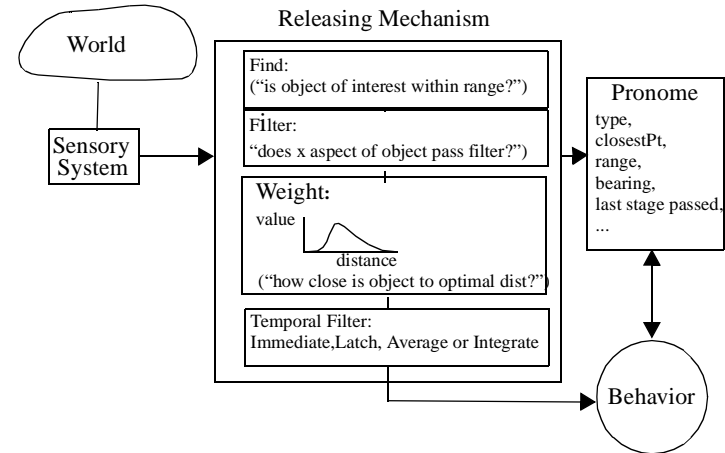 Releasing Mechanism
World
Sensory
System
Find:
(“is object of interest within range?”)
Filter:
“does x aspect of object pass filter?”)
Weight:
value
distance
(“how close is object to optimal dist?”)
Temporal Filter:
Immediate,Latch, Average or Integrate
Pronome
type,
closestPt,
range,
bearing,
last stage passed,
...
Behavior